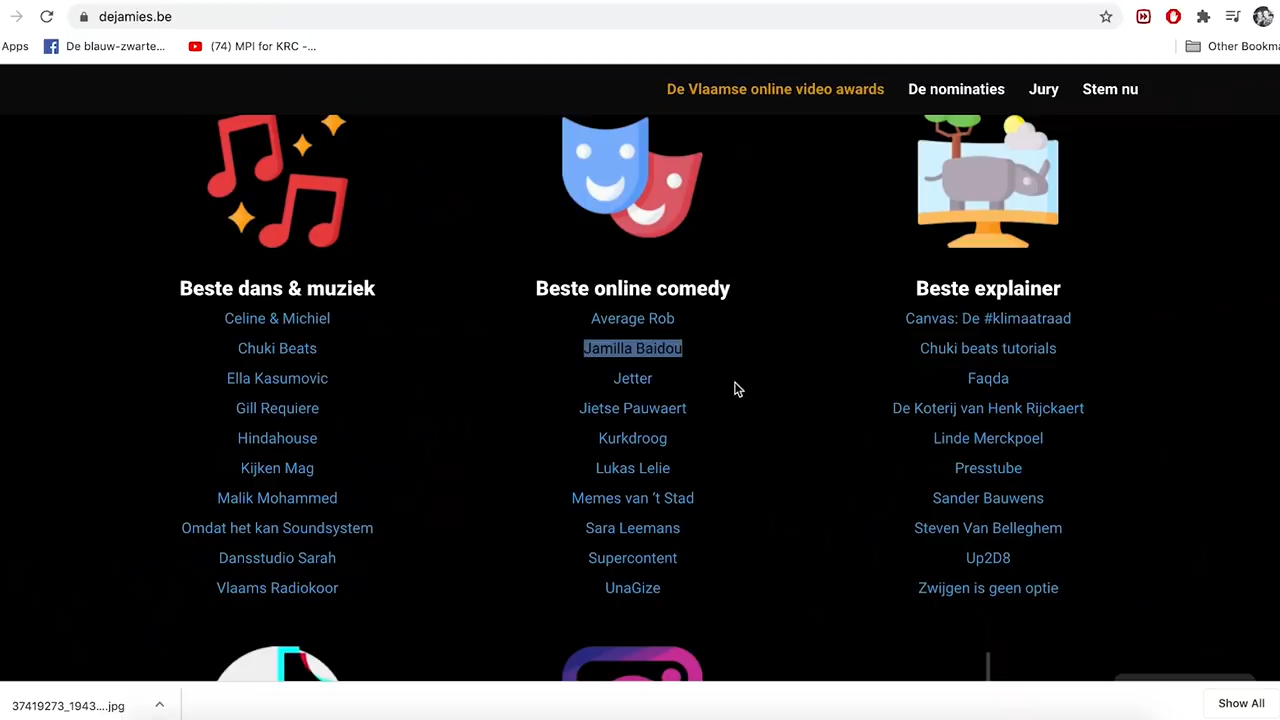 dejamies.be
Apps
De blauw-zwarte...
(74) MPI for KRC -...
Other Bookma
De Vlaamse online video awards
De nominaties
Jury
Stem nu
Beste dans & muziek
Celine & Michiel
Chuki Beats
Ella Kasumovic
Gill Requiere
Hindahouse
Kijken Mag
Malik Mohammed
Omdat het kan Soundsystem
Dansstudio Sarah
Vlaams Radiokoor
Beste online comedy
Average Rob
Jamilla Baidou
Jetter
Jietse Pauwaert
Kurkdroog
Lukas Lelie
Memes van ‘t Stad
Sara Leemans
Supercontent
UnaGize
Beste explainer
Canvas: De #klimaatraad
Chuki beats tutorials
Faqda
De Koterij van Henk Rijckaert
Linde Merckpoel
Presstube
Sander Bauwens
Steven Van Belleghem
Up2D8
Zwijgen is geen optie
37419273_1943....jpg
Show All